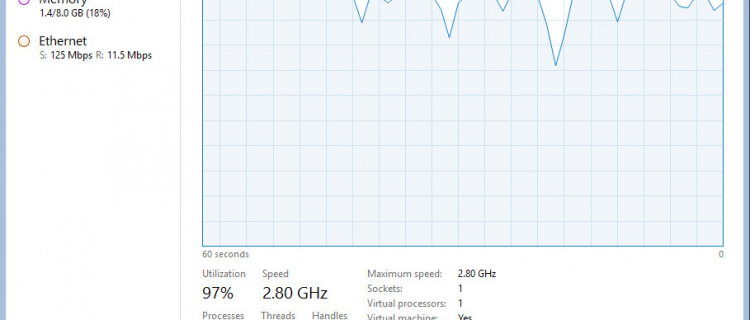 Memory
1.4/8.0 GB (18%)
Ethernet
S: 125 Mbps R: 11.5 Mbps
60 seconds 0
Utilization Speed
97% 2.80 GHz
Processes Threads Handles
Maximum speed: 2.80 GHz
Sockets: 1
Virtual processors: 1
Virtual machine: Yes